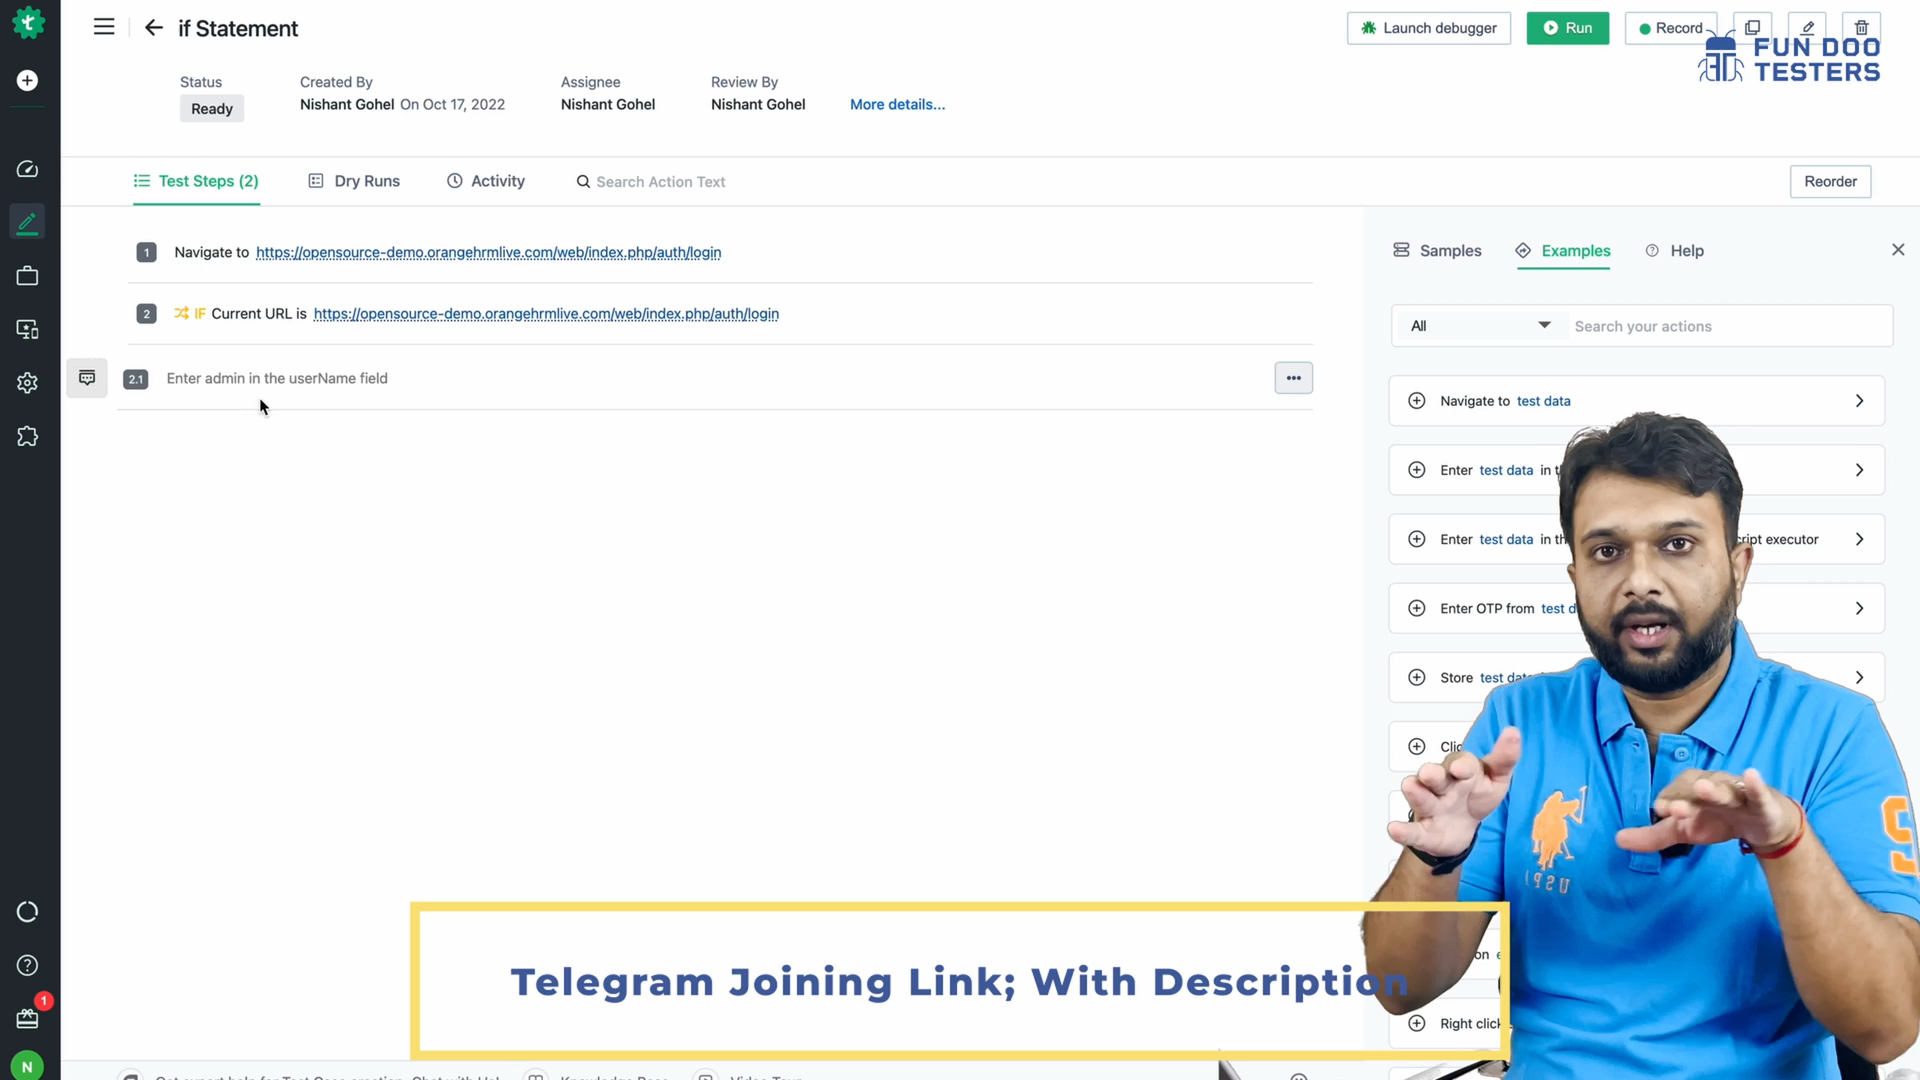 if Statement
Launch debugger
Run
Record
FUN DOO
TESTERS
Status
Ready
Created By
Nishant Gohel On Oct 17, 2022
Assignee
Nishant Gohel
Review By
Nishant Gohel
More details...
Test Steps (2)
Dry Runs
Activity
Search Action Text
Reorder
1 Navigate to https://opensource-demo.orangehrmlive.com/web/index.php/auth/login
2 IF Current URL is https://opensource-demo.orangehrmlive.com/web/index.php/auth/login
2.1 Enter admin in the userName field
Samples
Examples
Help
All
Search your actions
Navigate to test data
Enter test data in
Enter test data in executor
Enter OTP from test
Store test
Right click
Telegram Joining Link; With Description
USPA
1
N